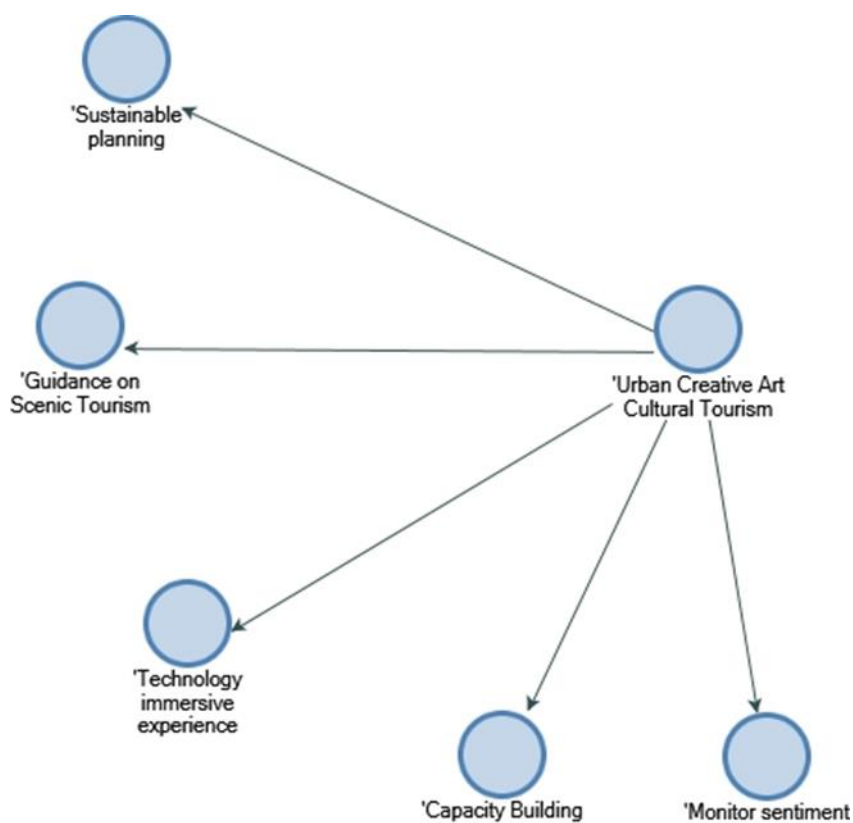 'Sustainable
planning
'Guidance on
Scenic Tourism
'Urban Creative Art
Cultural Tourism
'Technology
immersive
experience
'Capacity Building
'Monitor sentiment